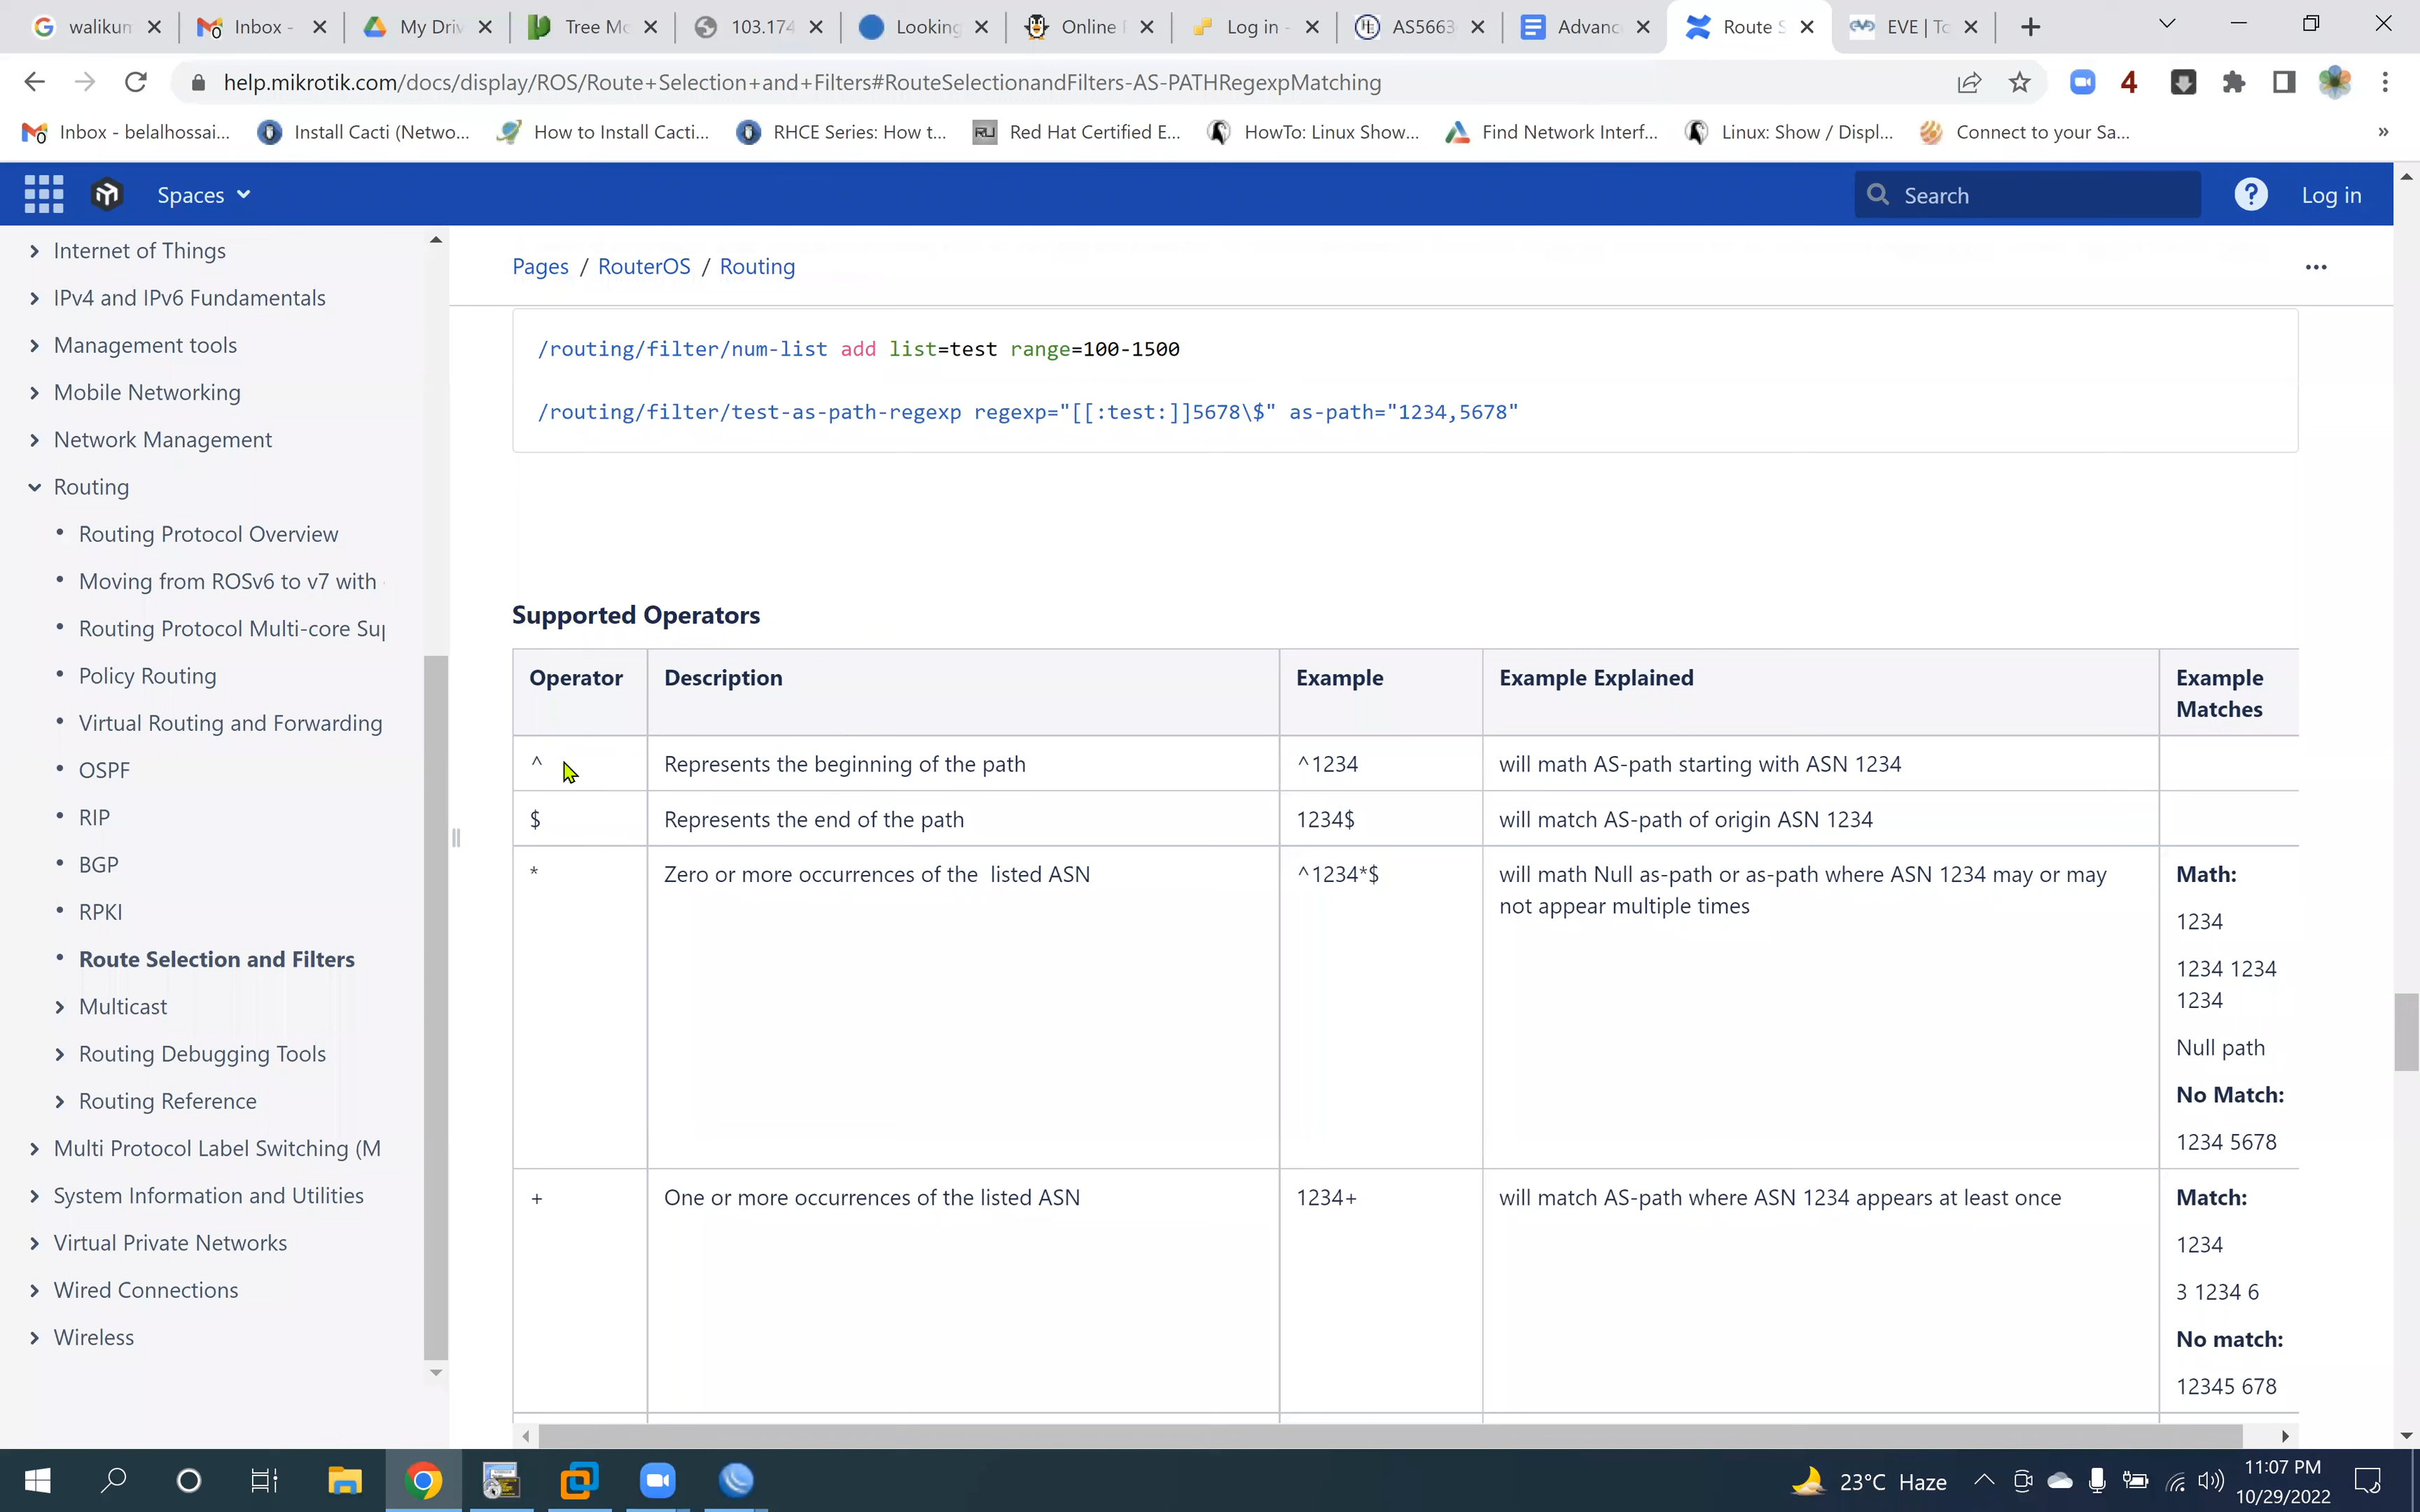 walikum
Inbox -
My Driv
Tree Mo
103.174
Looking
Online
Log in -
AS5663
Advanc
Route S
EVE | To
help.mikrotik.com/docs/display/ROS/Route+Selection+and+Filters#RouteSelectionandFilters-AS-PATHRegexpMatching
4
Inbox - belalhossai...
Install Cacti (Netwo...
How to Install Cacti...
RHCE Series: How t...
Red Hat Certified E...
HowTo: Linux Show...
Find Network Interf...
Linux: Show / Displ...
Connect to your Sa...
»
Spaces
Search
Log in
Internet of Things
IPv4 and IPv6 Fundamentals
Management tools
Mobile Networking
Network Management
Routing
Routing Protocol Overview
Moving from ROSv6 to v7 with
Routing Protocol Multi-core Sup
Policy Routing
Virtual Routing and Forwarding
OSPF
RIP
BGP
RPKI
Route Selection and Filters
Multicast
Routing Debugging Tools
Routing Reference
Multi Protocol Label Switching (M
System Information and Utilities
Virtual Private Networks
Wired Connections
Wireless
Pages / RouterOS / Routing
/routing/filter/num-list add list=test range=100-1500
/routing/filter/test-as-path-regexp regexp="[[:test:]]5678\$" as-path="1234,5678"
Supported Operators
Operator
Description
Example
Example Explained
Example
Matches
^
Represents the beginning of the path
^1234
will math AS-path starting with ASN 1234
$
Represents the end of the path
1234$
will match AS-path of origin ASN 1234
*
Zero or more occurrences of the listed ASN
^1234*$
will math Null as-path or as-path where ASN 1234 may or may
not appear multiple times
Math:
1234
1234 1234
1234
Null path
No Match:
1234 5678
+
One or more occurrences of the listed ASN
1234+
will match AS-path where ASN 1234 appears at least once
Match:
1234
3 1234 6
No match:
12345 678
23°C Haze
11:07 PM
10/29/2022